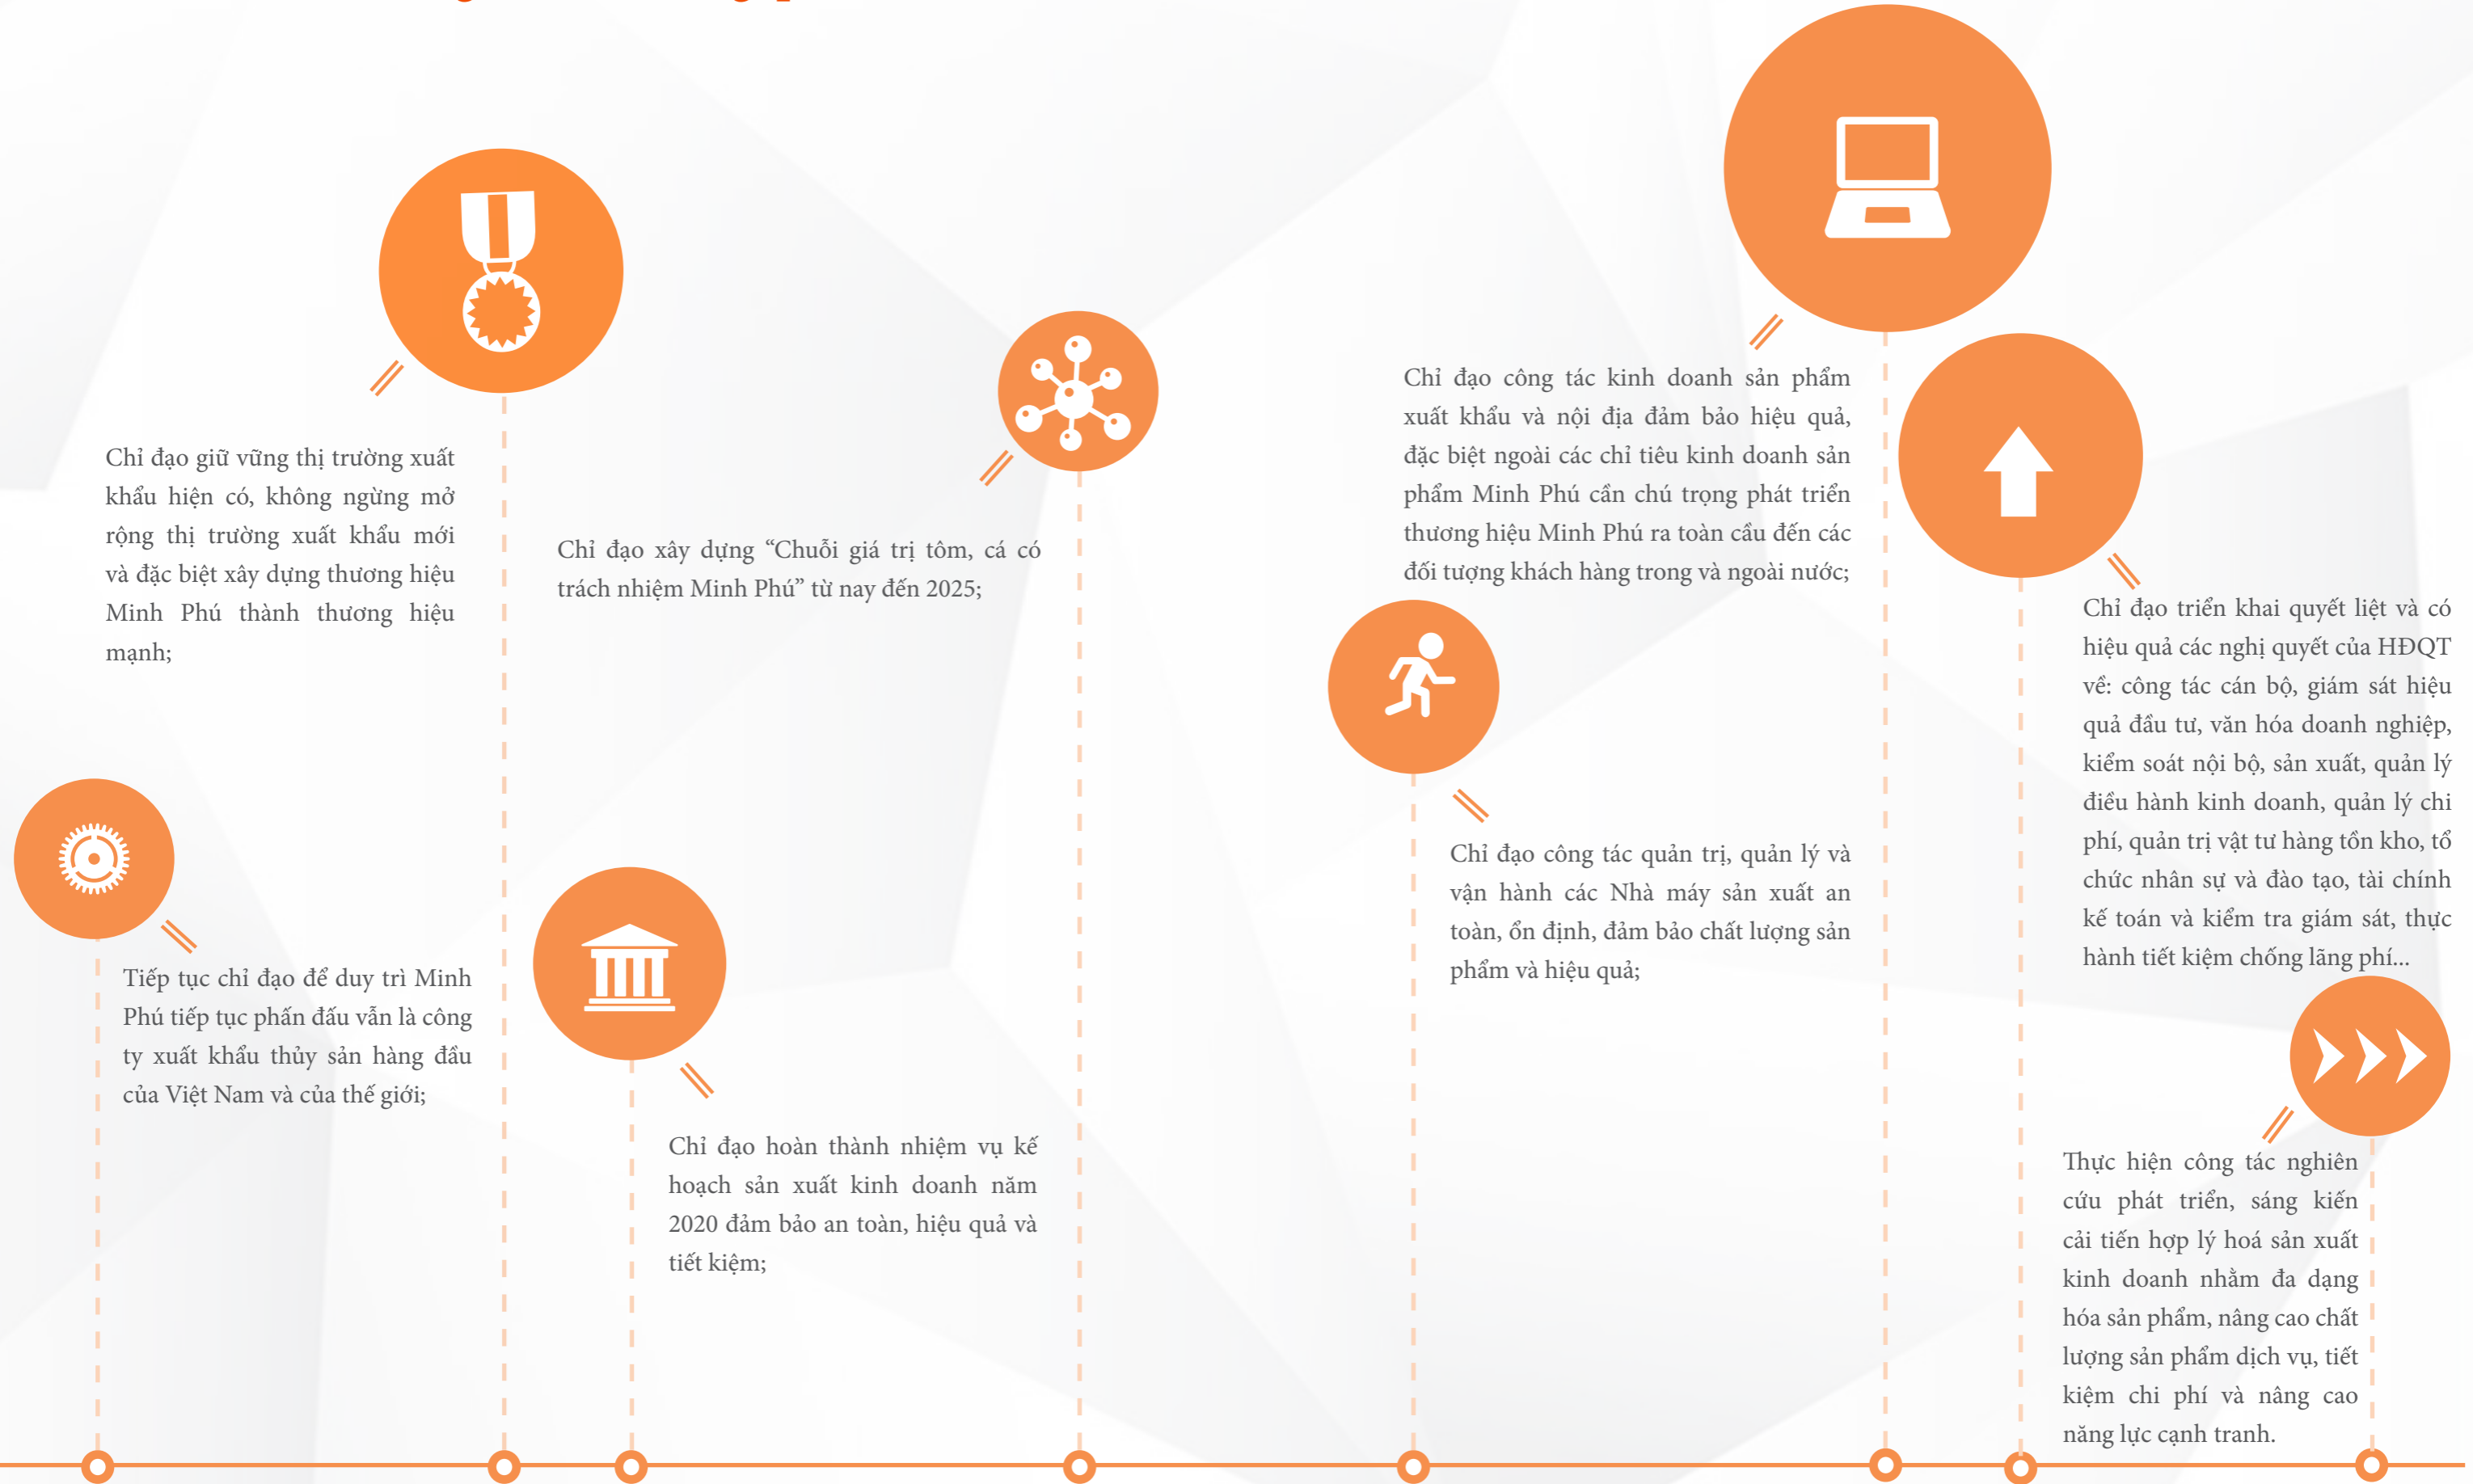 Chỉ đạo giữ vững thị trường xuất
khẩu hiện có, không ngừng mở
rộng thị trường xuất khẩu mới
và đặc biệt xây dựng thương hiệu
Minh Phú thành thương hiệu
mạnh;
Tiếp tục chỉ đạo để duy trì Minh
Phú tiếp tục phấn đấu vẫn là công
ty xuất khẩu thủy sản hàng đầu
của Việt Nam và của thế giới;
Chỉ đạo xây dựng “Chuỗi giá trị tôm, cá có
trách nhiệm Minh Phú” từ nay đến 2025;
Chỉ đạo hoàn thành nhiệm vụ kế
hoạch sản xuất kinh doanh năm
2020 đảm bảo an toàn, hiệu quả và
tiết kiệm;
Chỉ đạo công tác kinh doanh sản phẩm
xuất khẩu và nội địa đảm bảo hiệu quả,
đặc biệt ngoài các chỉ tiêu kinh doanh sản
phẩm Minh Phú cần chú trọng phát triển
thương hiệu Minh Phú ra toàn cầu đến các
đối tượng khách hàng trong và ngoài nước;
Chỉ đạo công tác quản trị, quản lý và
vận hành các Nhà máy sản xuất an
toàn, ổn định, đảm bảo chất lượng sản
phẩm và hiệu quả;
Chỉ đạo triển khai quyết liệt và có
hiệu quả các nghị quyết của HĐQT
về: công tác cán bộ, giám sát hiệu
quả đầu tư, văn hóa doanh nghiệp,
kiểm soát nội bộ, sản xuất, quản lý
điều hành kinh doanh, quản lý chi
phí, quản trị vật tư hàng tồn kho, tổ
chức nhân sự và đào tạo, tài chính
kế toán và kiểm tra giám sát, thực
hành tiết kiệm chống lãng phí...
Thực hiện công tác nghiên
cứu phát triển, sáng kiến
cải tiến hợp lý hoá sản xuất
kinh doanh nhằm đa dạng
hóa sản phẩm, nâng cao chất
lượng sản phẩm dịch vụ, tiết
kiệm chi phí và nâng cao
năng lực cạnh tranh.